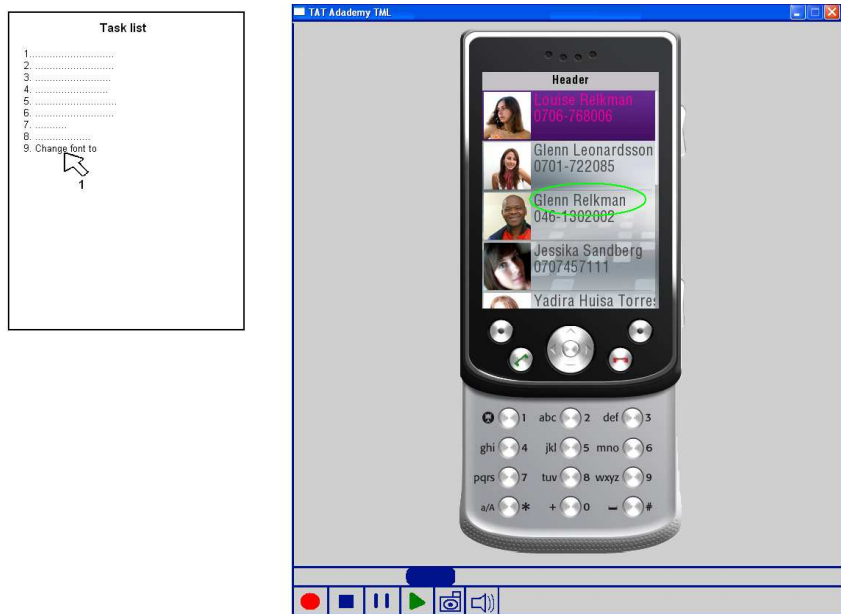 Task list
1.............................
2. ...........................
3. ..........................
4. .........................
5. ............................
6. ...........................
7. ...........
8. ...................
9. Change font to
1
TAT Adademy TML
Header
Louise Relkman
0706-768006
Glenn Leonardsson
0701-722085
Glenn Relkman
046-1302002
Jessika Sandberg
0707457111
Yadira Huisa Torres
1 abc 2 def 3
ghi 4 jkl 5 mno 6
pqrs 7 tuv 8 wxyz 9
a/A * + 0 #